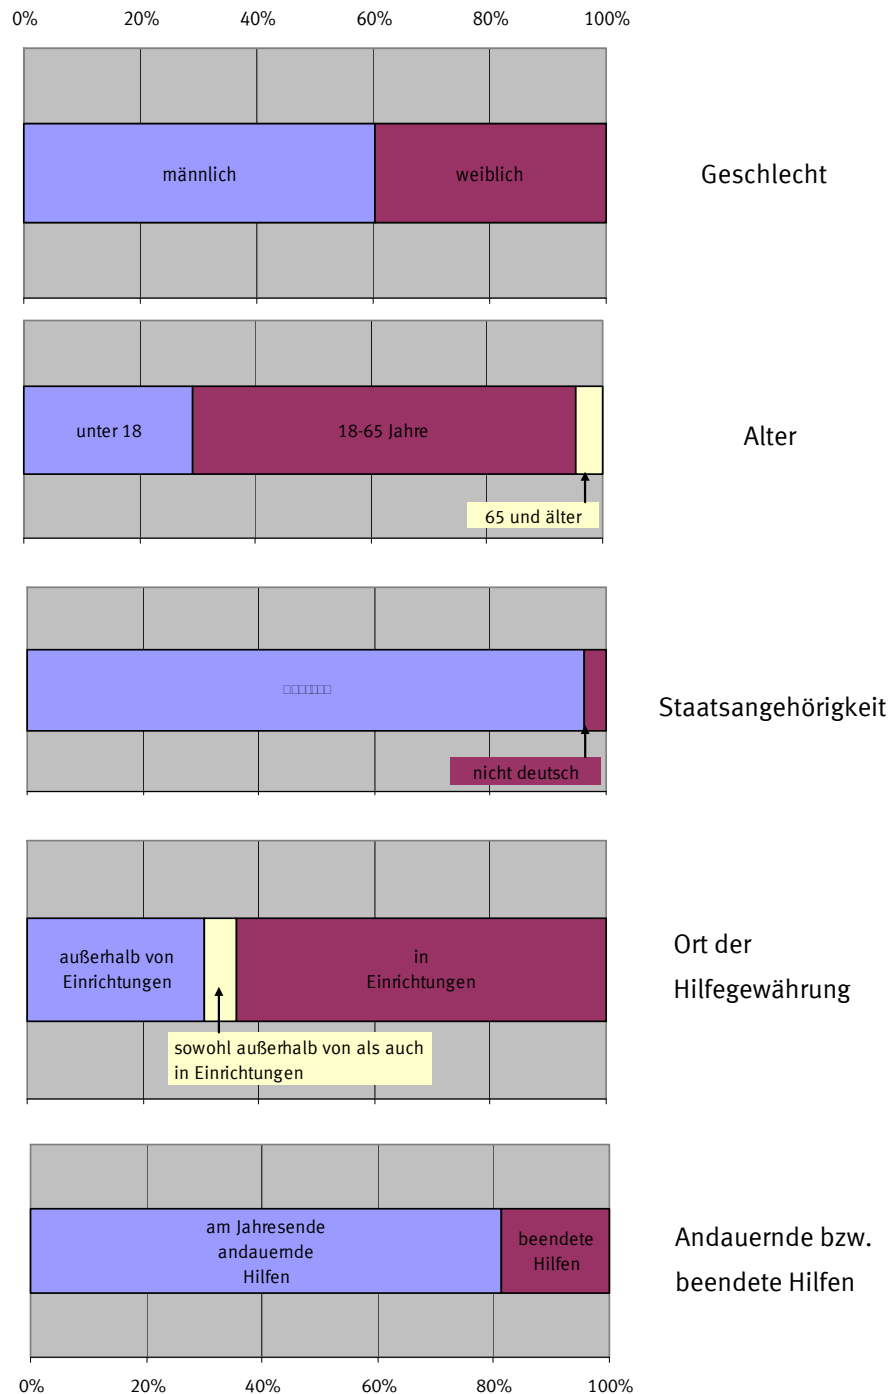 0% 20% 40% 60% 80% 100%
männlich
weiblich
Geschlecht
unter 18
18-65 Jahre
Alter
65 und älter
Staatsangehörigkeit
nicht deutsch
außerhalb von
Einrichtungen
in
Einrichtungen
Ort der
Hilfegewährung
sowohl außerhalb von als auch
in Einrichtungen
am Jahresende
andauernde
Hilfen
beendete
Hilfen
Andauernde bzw.
beendete Hilfen
0% 20% 40% 60% 80% 100%